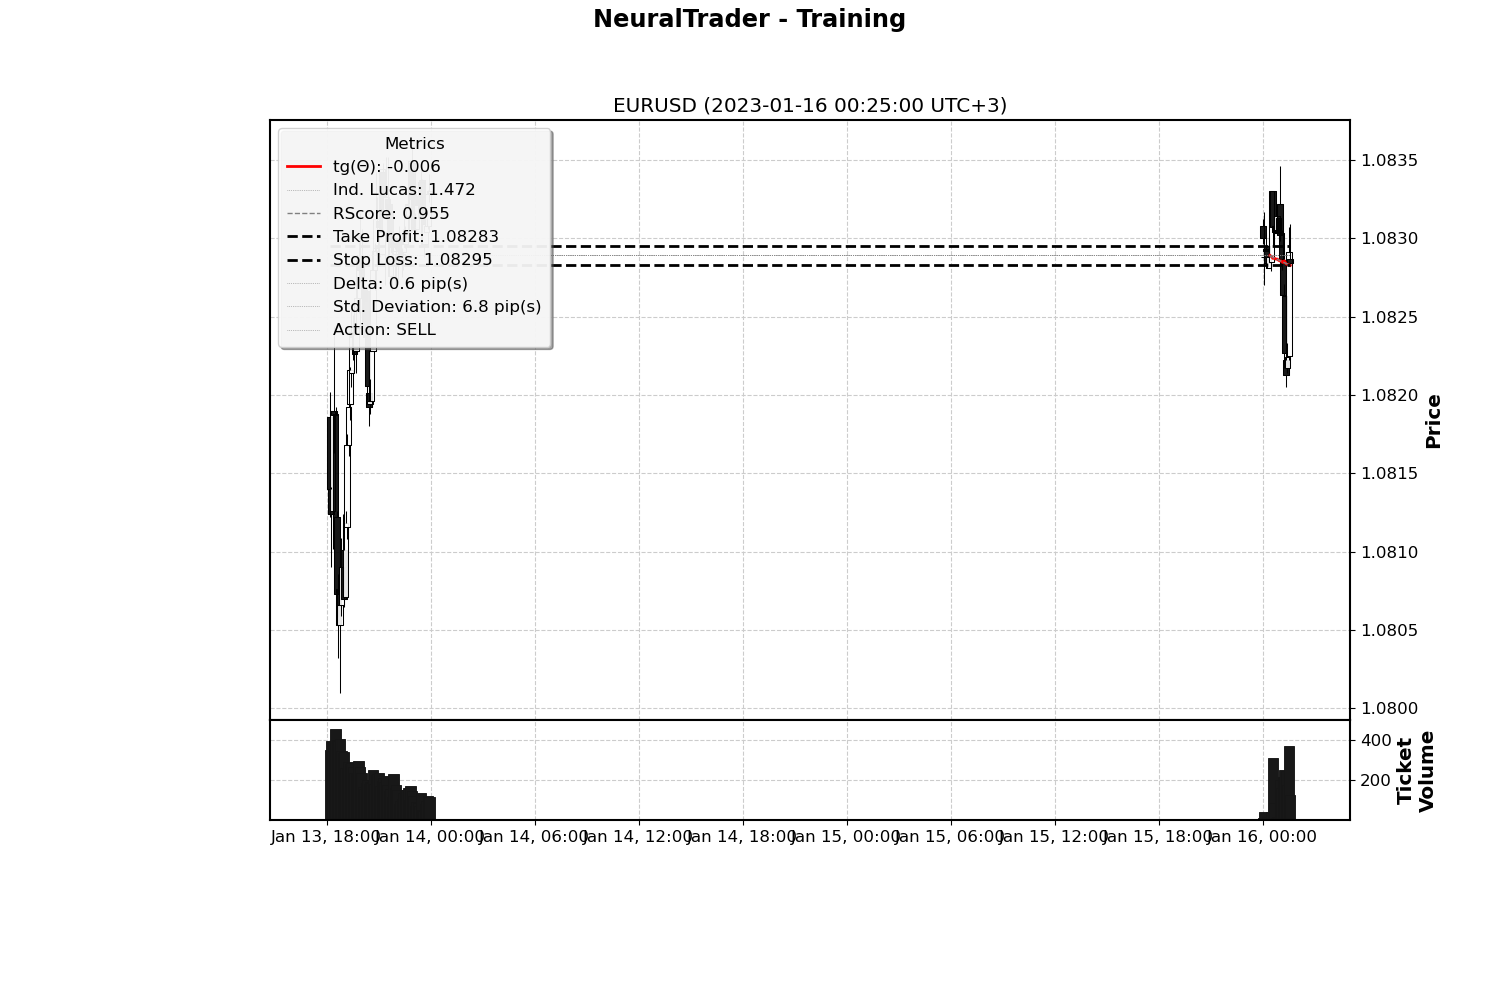 NeuralTrader - Training
EURUSD (2023-01-16 00:25:00 UTC+3)
Metrics
tg(Θ): -0.006
Ind. Lucas: 1.472
RScore: 0.955
Take Profit: 1.08283
Stop Loss: 1.08295
Delta: 0.6 pip(s)
Std. Deviation: 6.8 pip(s)
Action: SELL
1.0835
1.0830
1.0825
1.0820
1.0815
1.0810
1.0805
1.0800
Price
400
200
Ticket
Volume
Jan 13, 18:00
Jan 14, 00:00
Jan 14, 06:00
Jan 14, 12:00
Jan 14, 18:00
Jan 15, 00:00
Jan 15, 06:00
Jan 15, 12:00
Jan 15, 18:00
Jan 16, 00:00